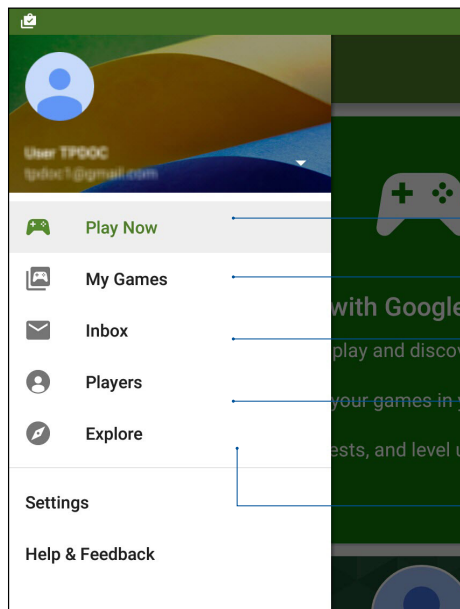 User TPDOC
tpdoc1@gmail.com
Play Now
My Games
Inbox
Players
Explore
Settings
Help & Feedback
with Google
play and discov
your games in y
ests, and level u